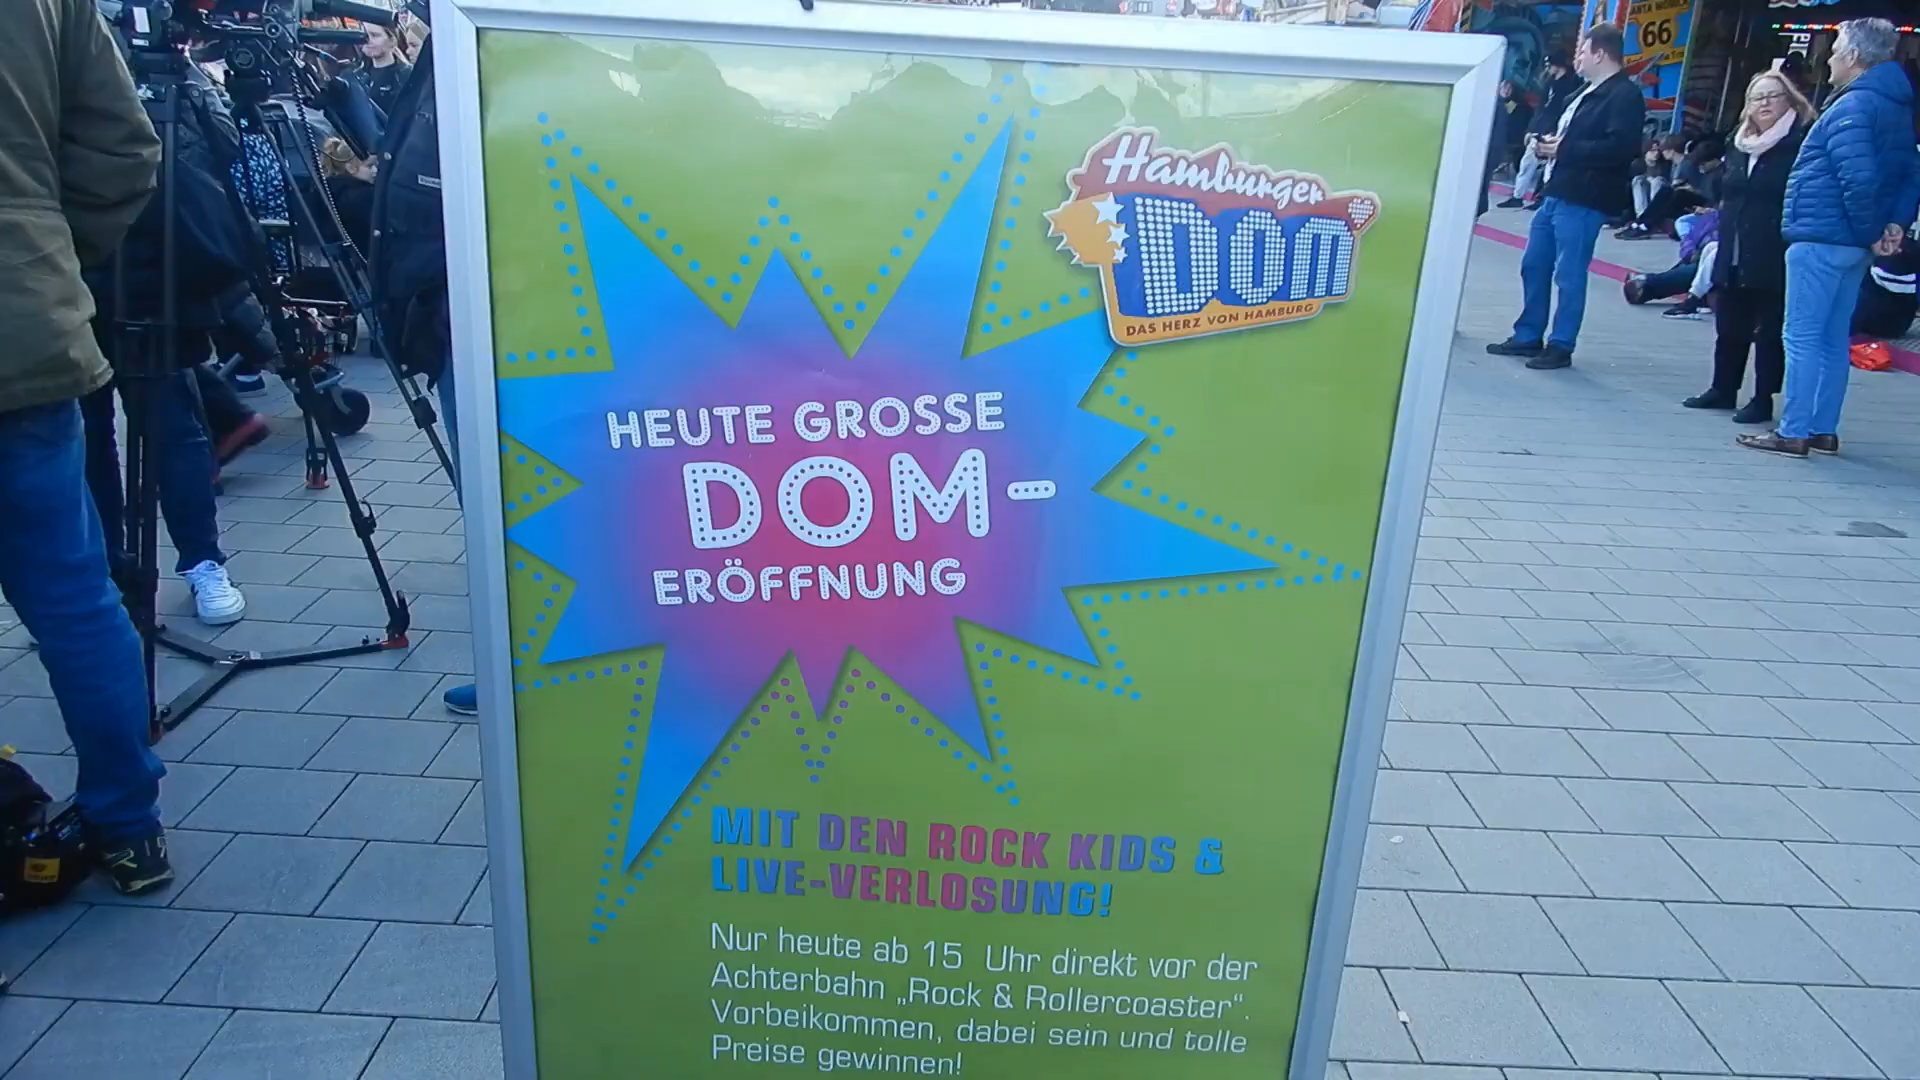 Hamburger
DOM
DAS HERZ VON HAMBURG
HEUTE GROSSE
DOM-
ERÖFFNUNG
MIT DEN ROCK KIDS &
LIVE-VERLOSUNG!
Nur heute ab 15 Uhr direkt vor der
Achterbahn „Rock & Rollercoaster“.
Vorbeikommen, dabei sein und tolle
Preise gewinnen!
66